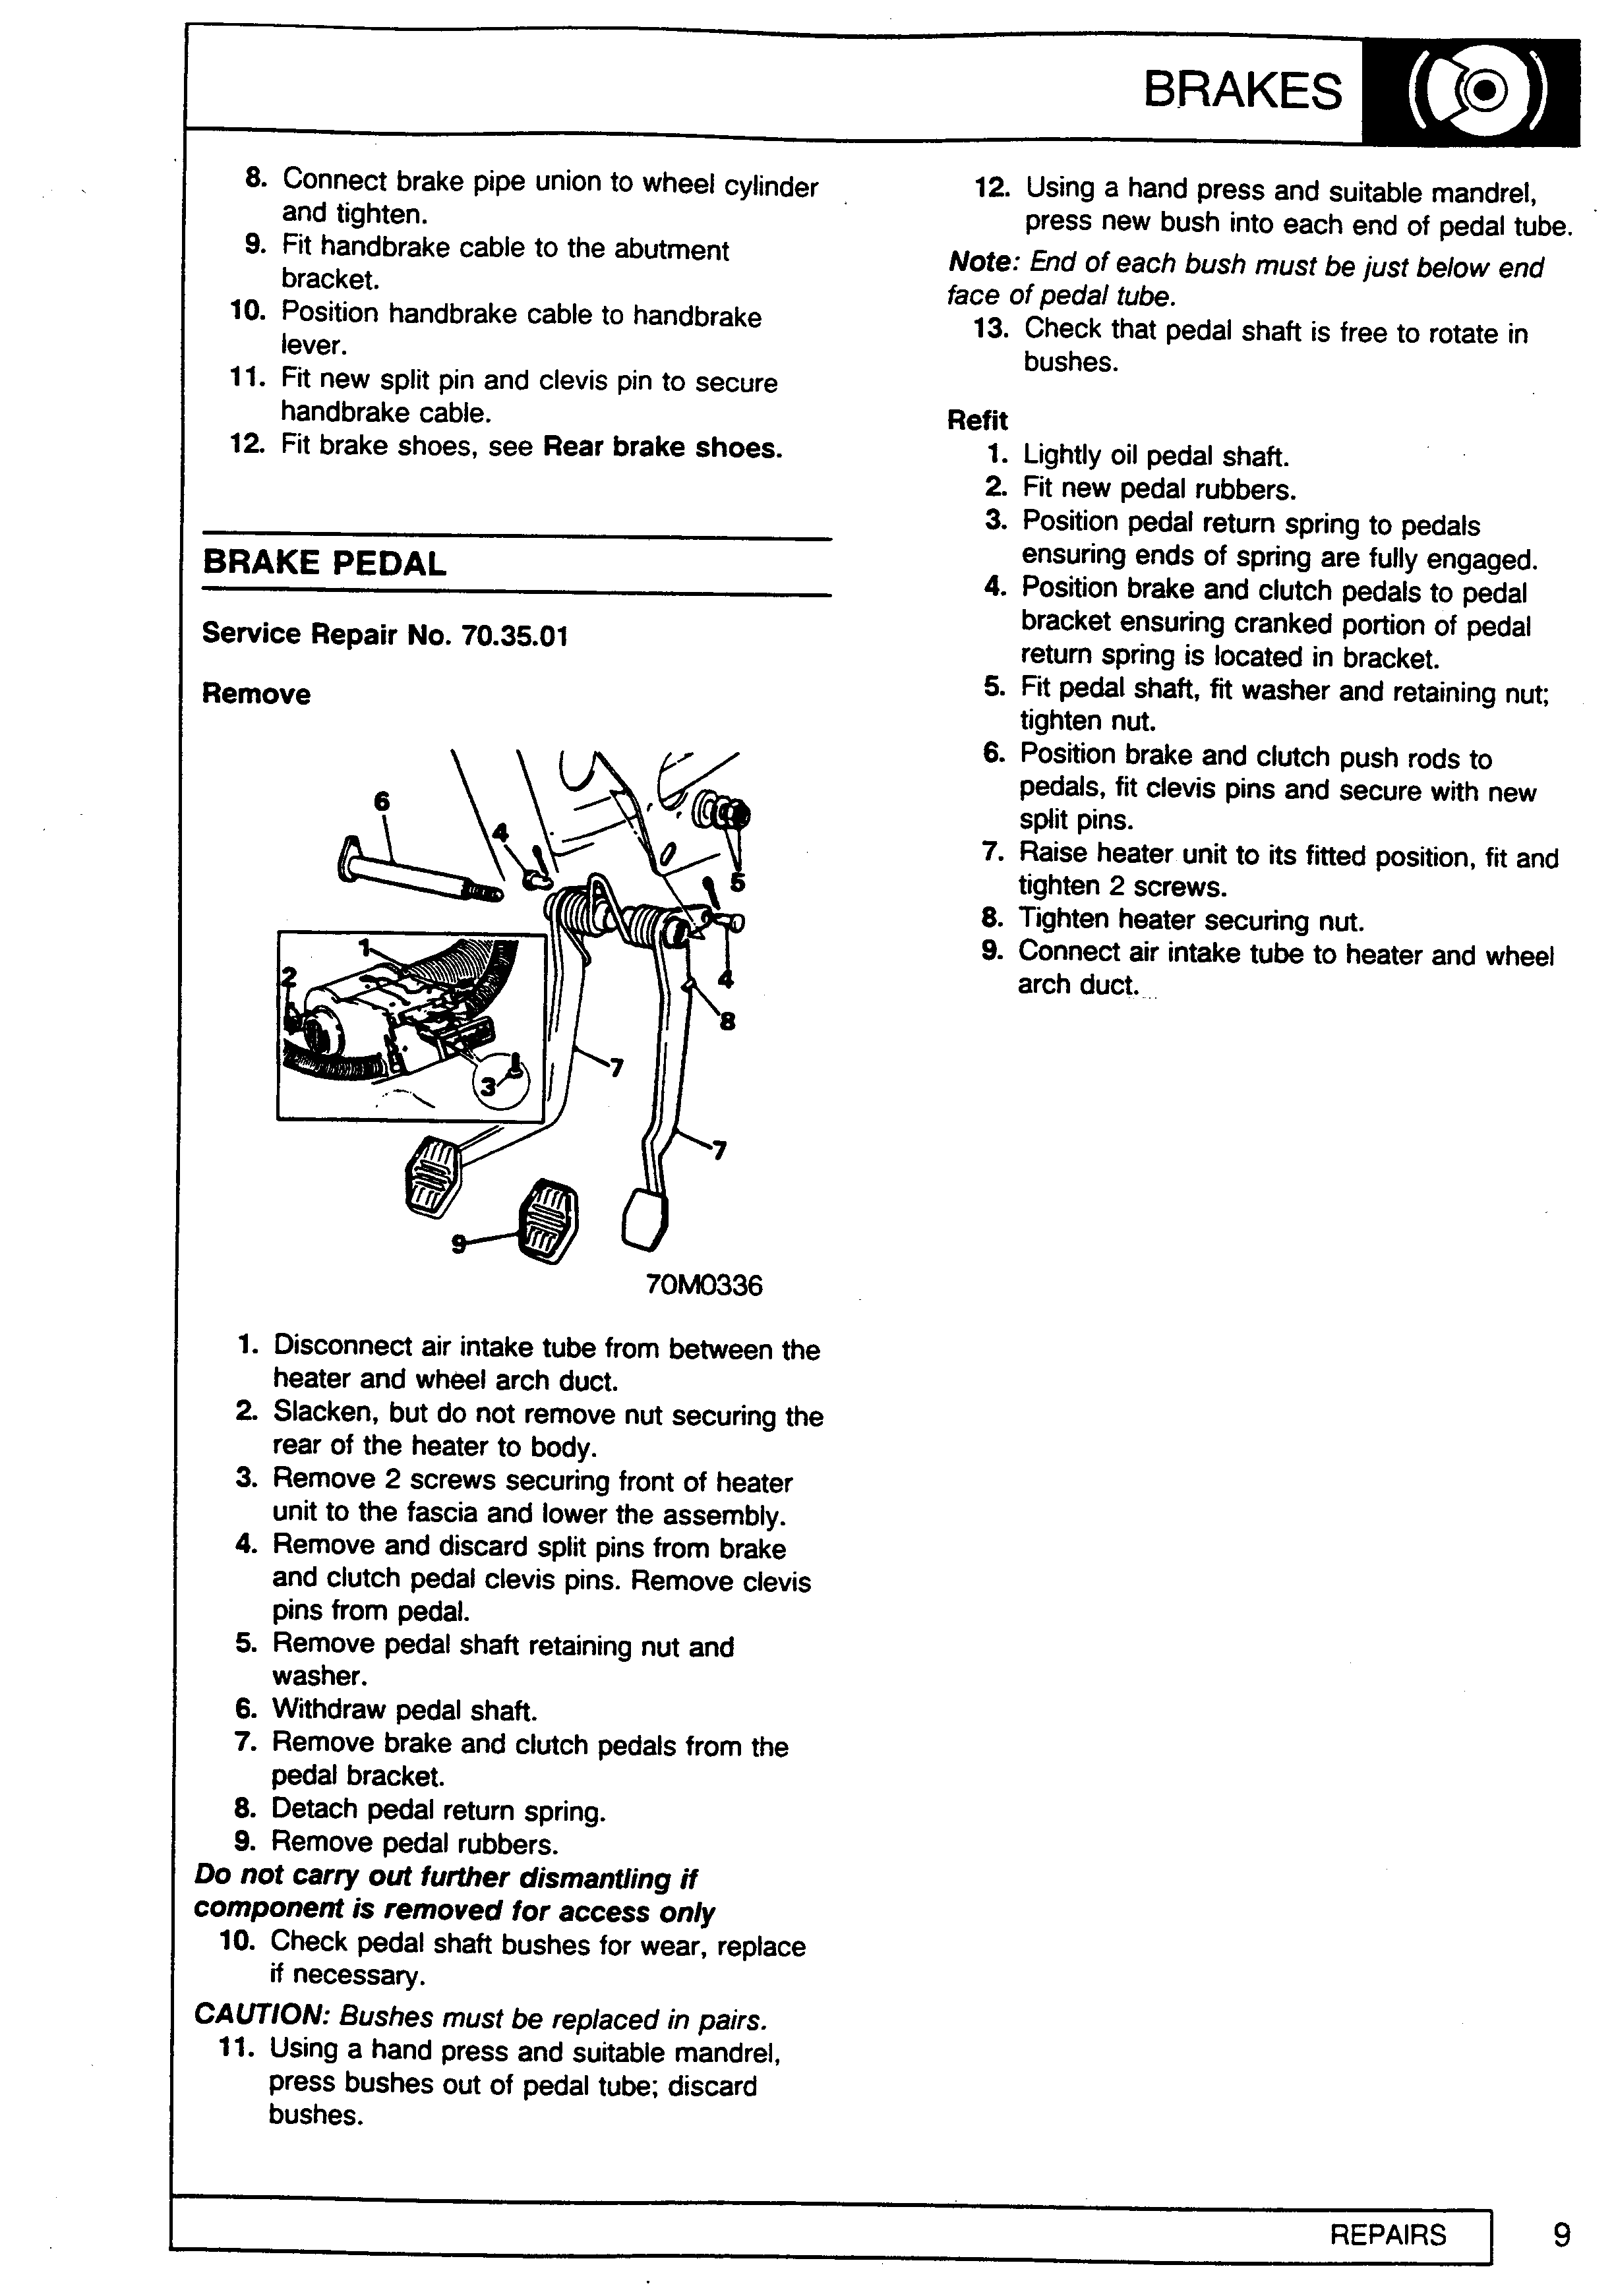 BRAKES
8. Connect brake pipe union to wheel cylinder
and tighten.
9. Fit handbrake cable to the abutment
bracket.
10. Position handbrake cable to handbrake
lever.
11. Fit new split pin and clevis pin to secure
handbrake cable.
12. Fit brake shoes, see Rear brake shoes.
BRAKE PEDAL
Service Repair No. 70.35.01
Remove
6
4
5
1
2
4
8
7
3
7
9
70M0336
1. Disconnect air intake tube from between the
heater and wheel arch duct.
2. Slacken, but do not remove nut securing the
rear of the heater to body.
3. Remove 2 screws securing front of heater
unit to the fascia and lower the assembly.
4. Remove and discard split pins from brake
and clutch pedal clevis pins. Remove clevis
pins from pedal.
5. Remove pedal shaft retaining nut and
washer.
6. Withdraw pedal shaft.
7. Remove brake and clutch pedals from the
pedal bracket.
8. Detach pedal return spring.
9. Remove pedal rubbers.
Do not carry out further dismantling if
component is removed for access only
10. Check pedal shaft bushes for wear, replace
if necessary.
CAUTION: Bushes must be replaced in pairs.
11. Using a hand press and suitable mandrel,
press bushes out of pedal tube; discard
bushes.
12. Using a hand press and suitable mandrel,
press new bush into each end of pedal tube.
Note: End of each bush must be just below end
face of pedal tube.
13. Check that pedal shaft is free to rotate in
bushes.
Refit
1. Lightly oil pedal shaft.
2. Fit new pedal rubbers.
3. Position pedal return spring to pedals
ensuring ends of spring are fully engaged.
4. Position brake and clutch pedals to pedal
bracket ensuring cranked portion of pedal
return spring is located in bracket.
5. Fit pedal shaft, fit washer and retaining nut;
tighten nut.
6. Position brake and clutch push rods to
pedals, fit clevis pins and secure with new
split pins.
7. Raise heater unit to its fitted position, fit and
tighten 2 screws.
8. Tighten heater securing nut.
9. Connect air intake tube to heater and wheel
arch duct.
REPAIRS
9